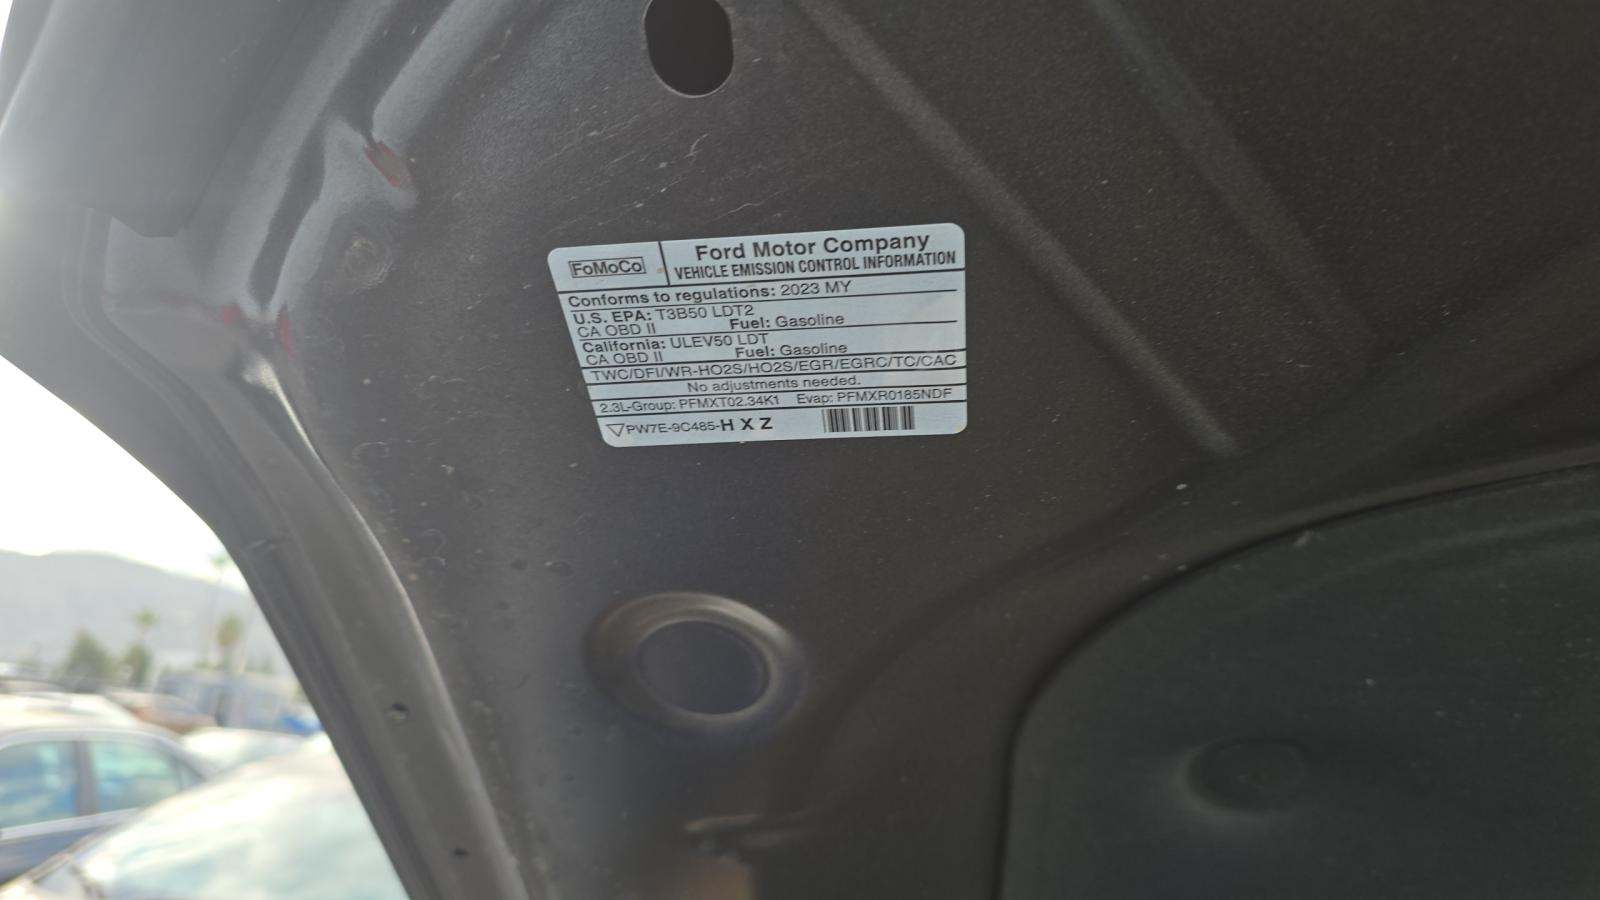 FoMoCo
Ford Motor Company
VEHICLE EMISSION CONTROL INFORMATION
Conforms to regulations: 2023 MY
U.S. EPA: T3B50 LDT2
CA OBD II Fuel: Gasoline
California: ULEV50 LDT
CA OBD II Fuel: Gasoline
TWC/DFI/WR-HO2S/HO2S/EGR/EGRC/TC/CAC
No adjustments needed.
2.3L-Group: PFMXT02.34K1 Evap: PFMXR0185NDF
PW7E-9C485-H X Z